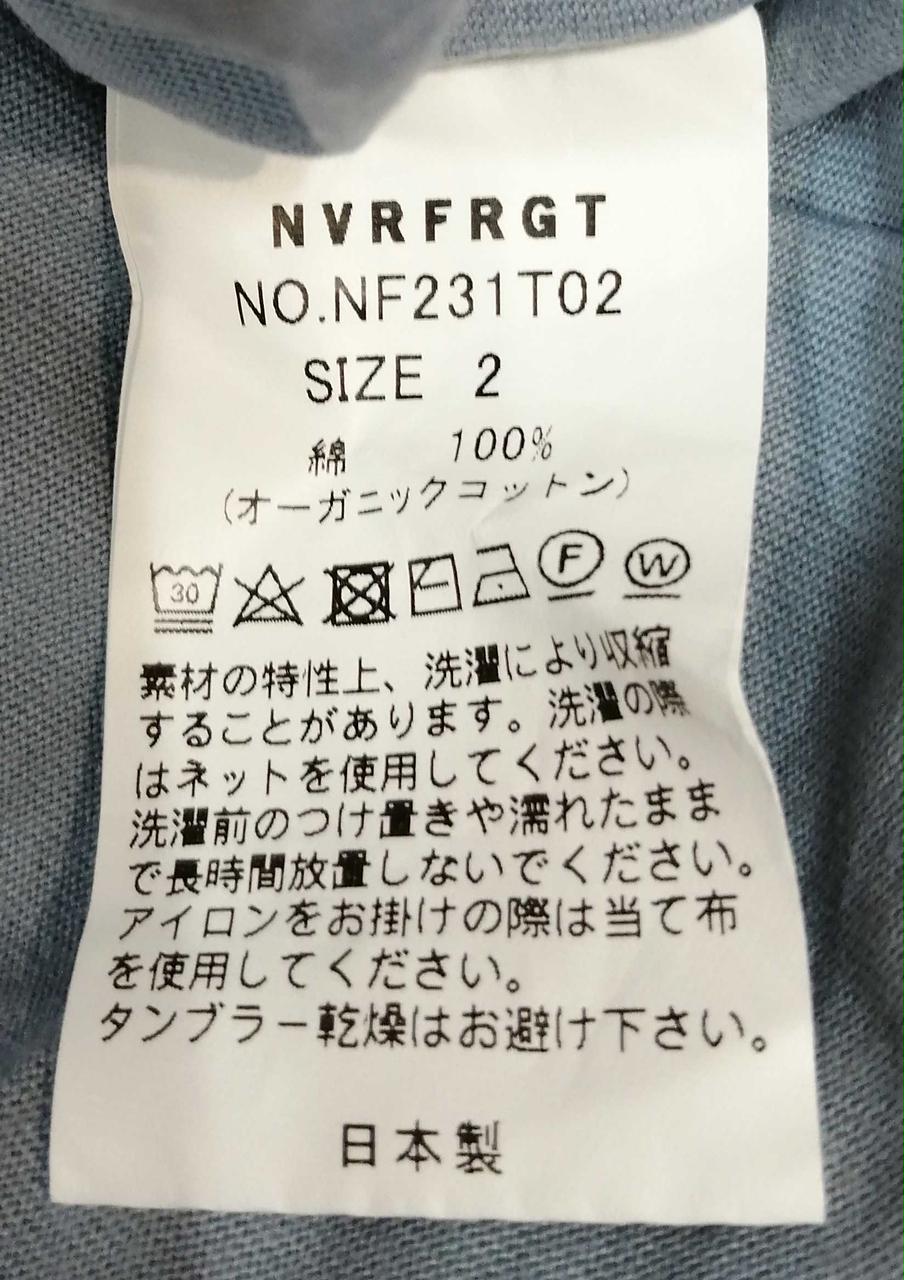 NVRFRGT
NO.NF231T02
SIZE 2
綿 100%
(オーガニックコットン)
30 F W
素材の特性上、洗濯により収縮
することがあります。洗濯の際
はネットを使用してください。
洗濯前のつけ置きや濡れたまま
で長時間放置しないでください。
アイロンをお掛けの際は当て布
を使用してください。
タンブラー乾燥はお避け下さい。
日本製